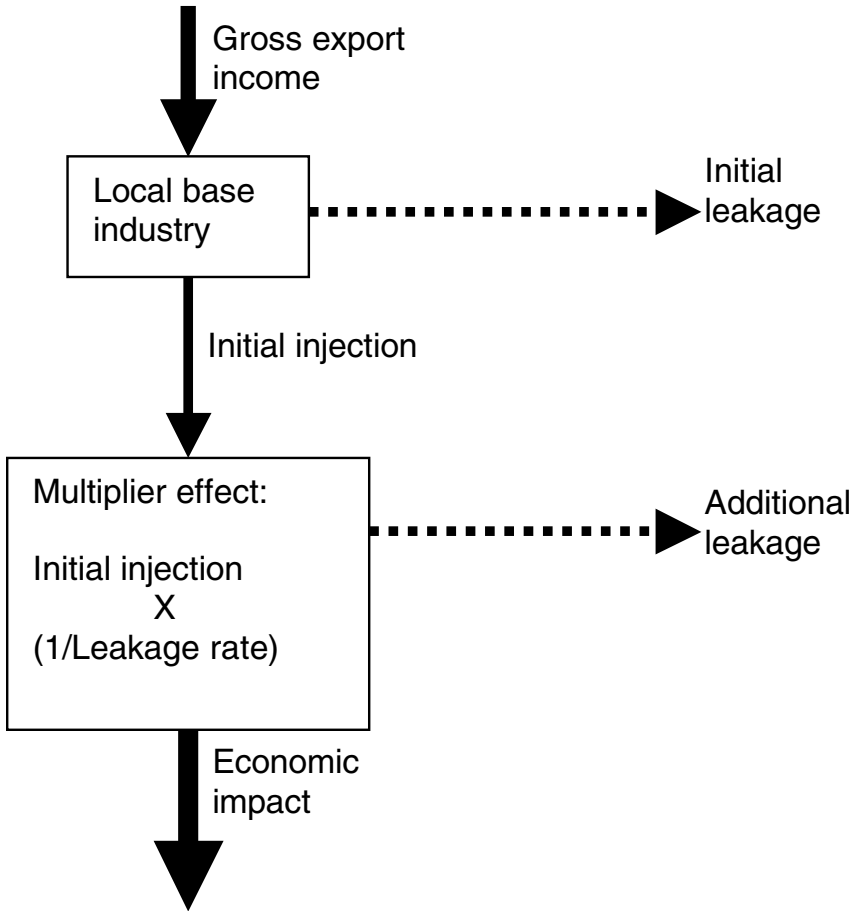 Gross export
income
Local base
industry
Initial
leakage
Initial injection
Multiplier effect:
Initial injection
X
(1/Leakage rate)
Additional
leakage
Economic
impact